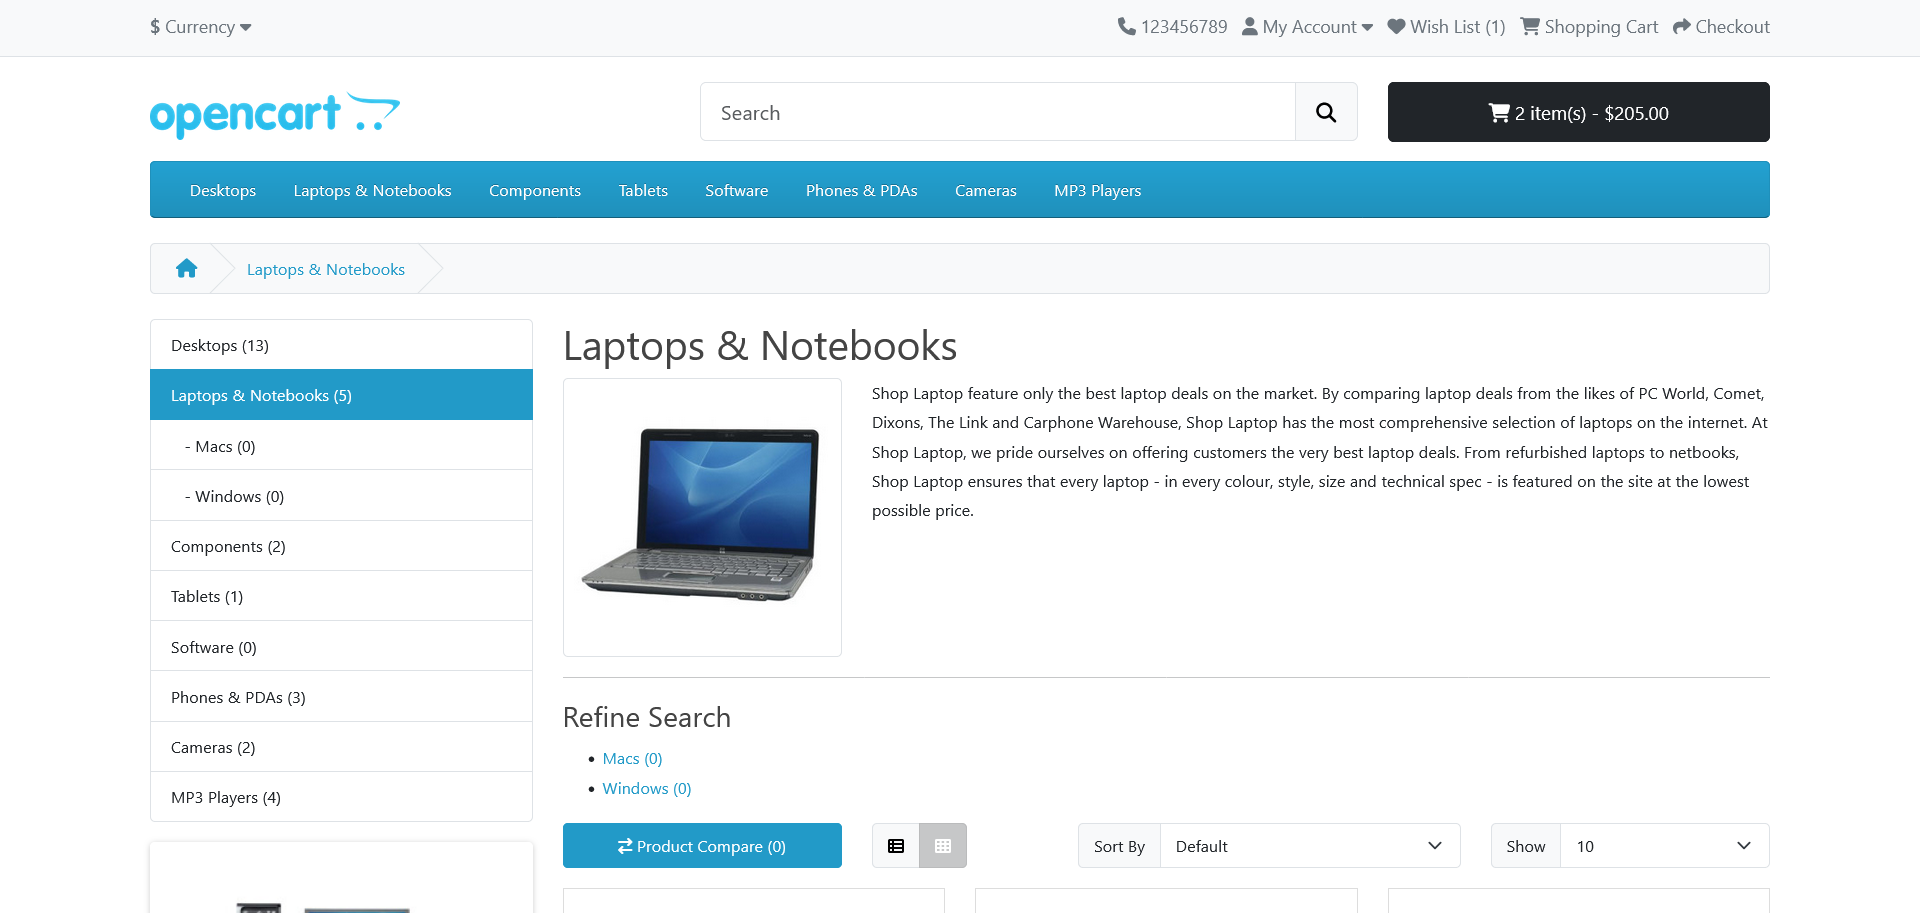 $ Currency
123456789 My Account Wish List (1) Shopping Cart Checkout
opencart
Search
2 item(s) - $205.00
Desktops Laptops & Notebooks Components Tablets Software Phones & PDAs Cameras MP3 Players
Laptops & Notebooks
Desktops (13)
Laptops & Notebooks (5)
- Macs (0)
- Windows (0)
Components (2)
Tablets (1)
Software (0)
Phones & PDAs (3)
Cameras (2)
MP3 Players (4)
Laptops & Notebooks
Shop Laptop feature only the best laptop deals on the market. By comparing laptop deals from the likes of PC World, Comet,
Dixons, The Link and Carphone Warehouse, Shop Laptop has the most comprehensive selection of laptops on the internet. At
Shop Laptop, we pride ourselves on offering customers the very best laptop deals. From refurbished laptops to netbooks,
Shop Laptop ensures that every laptop - in every colour, style, size and technical spec - is featured on the site at the lowest
possible price.
Refine Search
Macs (0)
Windows (0)
Product Compare (0)
Sort By Default
Show 10